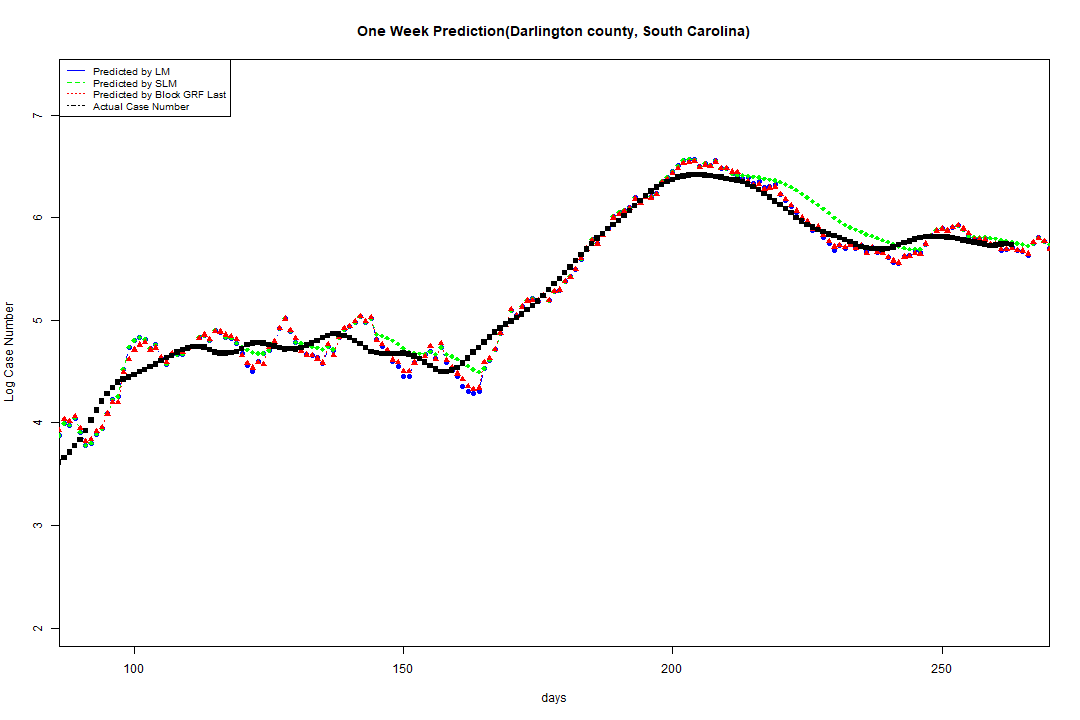 One Week Prediction(Darlington county, South Carolina)
Predicted by LM
Predicted by SLM
Predicted by Block GRF Last
Actual Case Number
7
6
5
4
3
2
Log Case Number
100 150 200 250
days